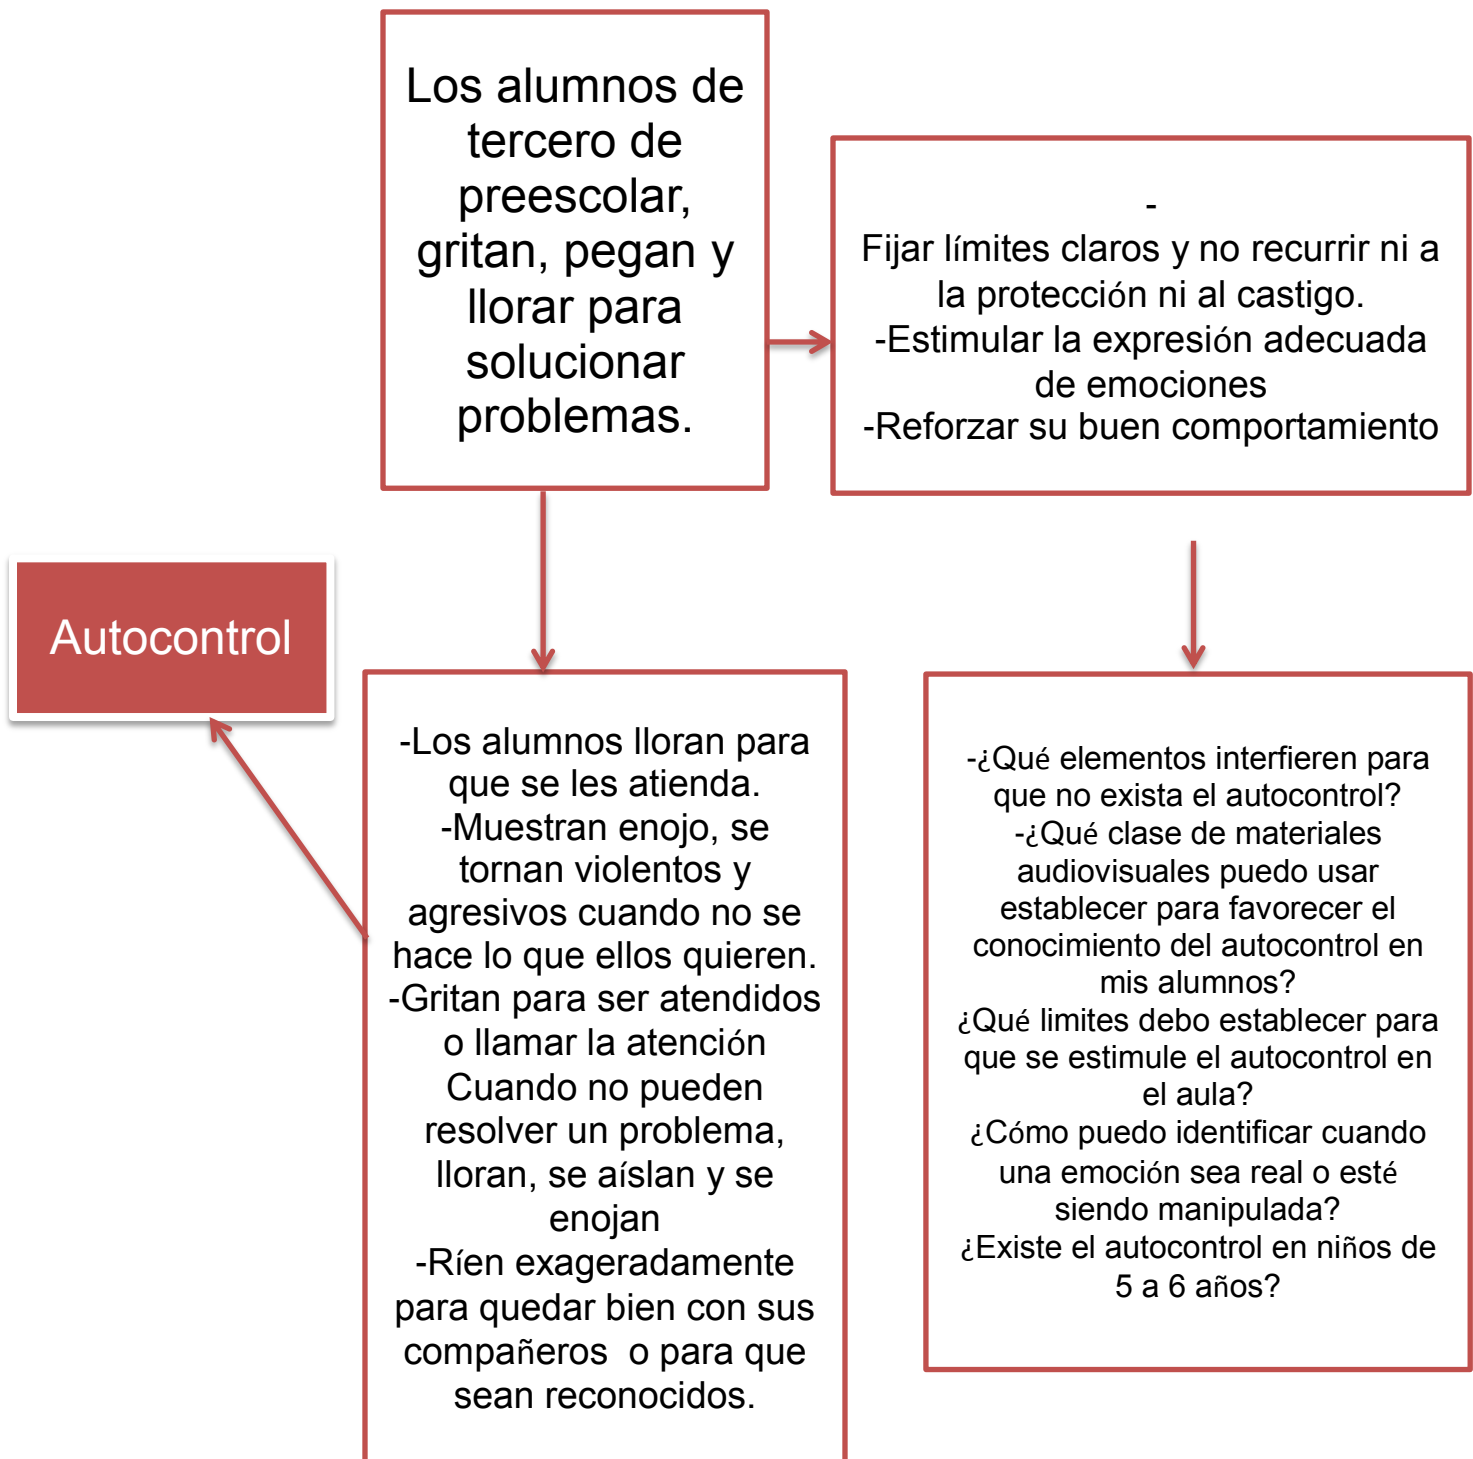 Los alumnos de
tercero de
preescolar,
gritan, pegan y
llorar para
solucionar
problemas.
-
Fijar límites claros y no recurrir ni a
la protección ni al castigo.
-Estimular la expresión adecuada
de emociones
-Reforzar su buen comportamiento
Autocontrol
-Los alumnos lloran para
que se les atienda.
-Muestran enojo, se
tornan violentos y
agresivos cuando no se
hace lo que ellos quieren.
-Gritan para ser atendidos
o llamar la atención
Cuando no pueden
resolver un problema,
lloran, se aíslan y se
enojan
-Ríen exageradamente
para quedar bien con sus
compañeros o para que
sean reconocidos.
-¿Qué elementos interfieren para
que no exista el autocontrol?
-¿Qué clase de materiales
audiovisuales puedo usar
establecer para favorecer el
conocimiento del autocontrol en
mis alumnos?
¿Qué limites debo establecer para
que se estimule el autocontrol en
el aula?
¿Cómo puedo identificar cuando
una emoción sea real o esté
siendo manipulada?
¿Existe el autocontrol en niños de
5 a 6 años?